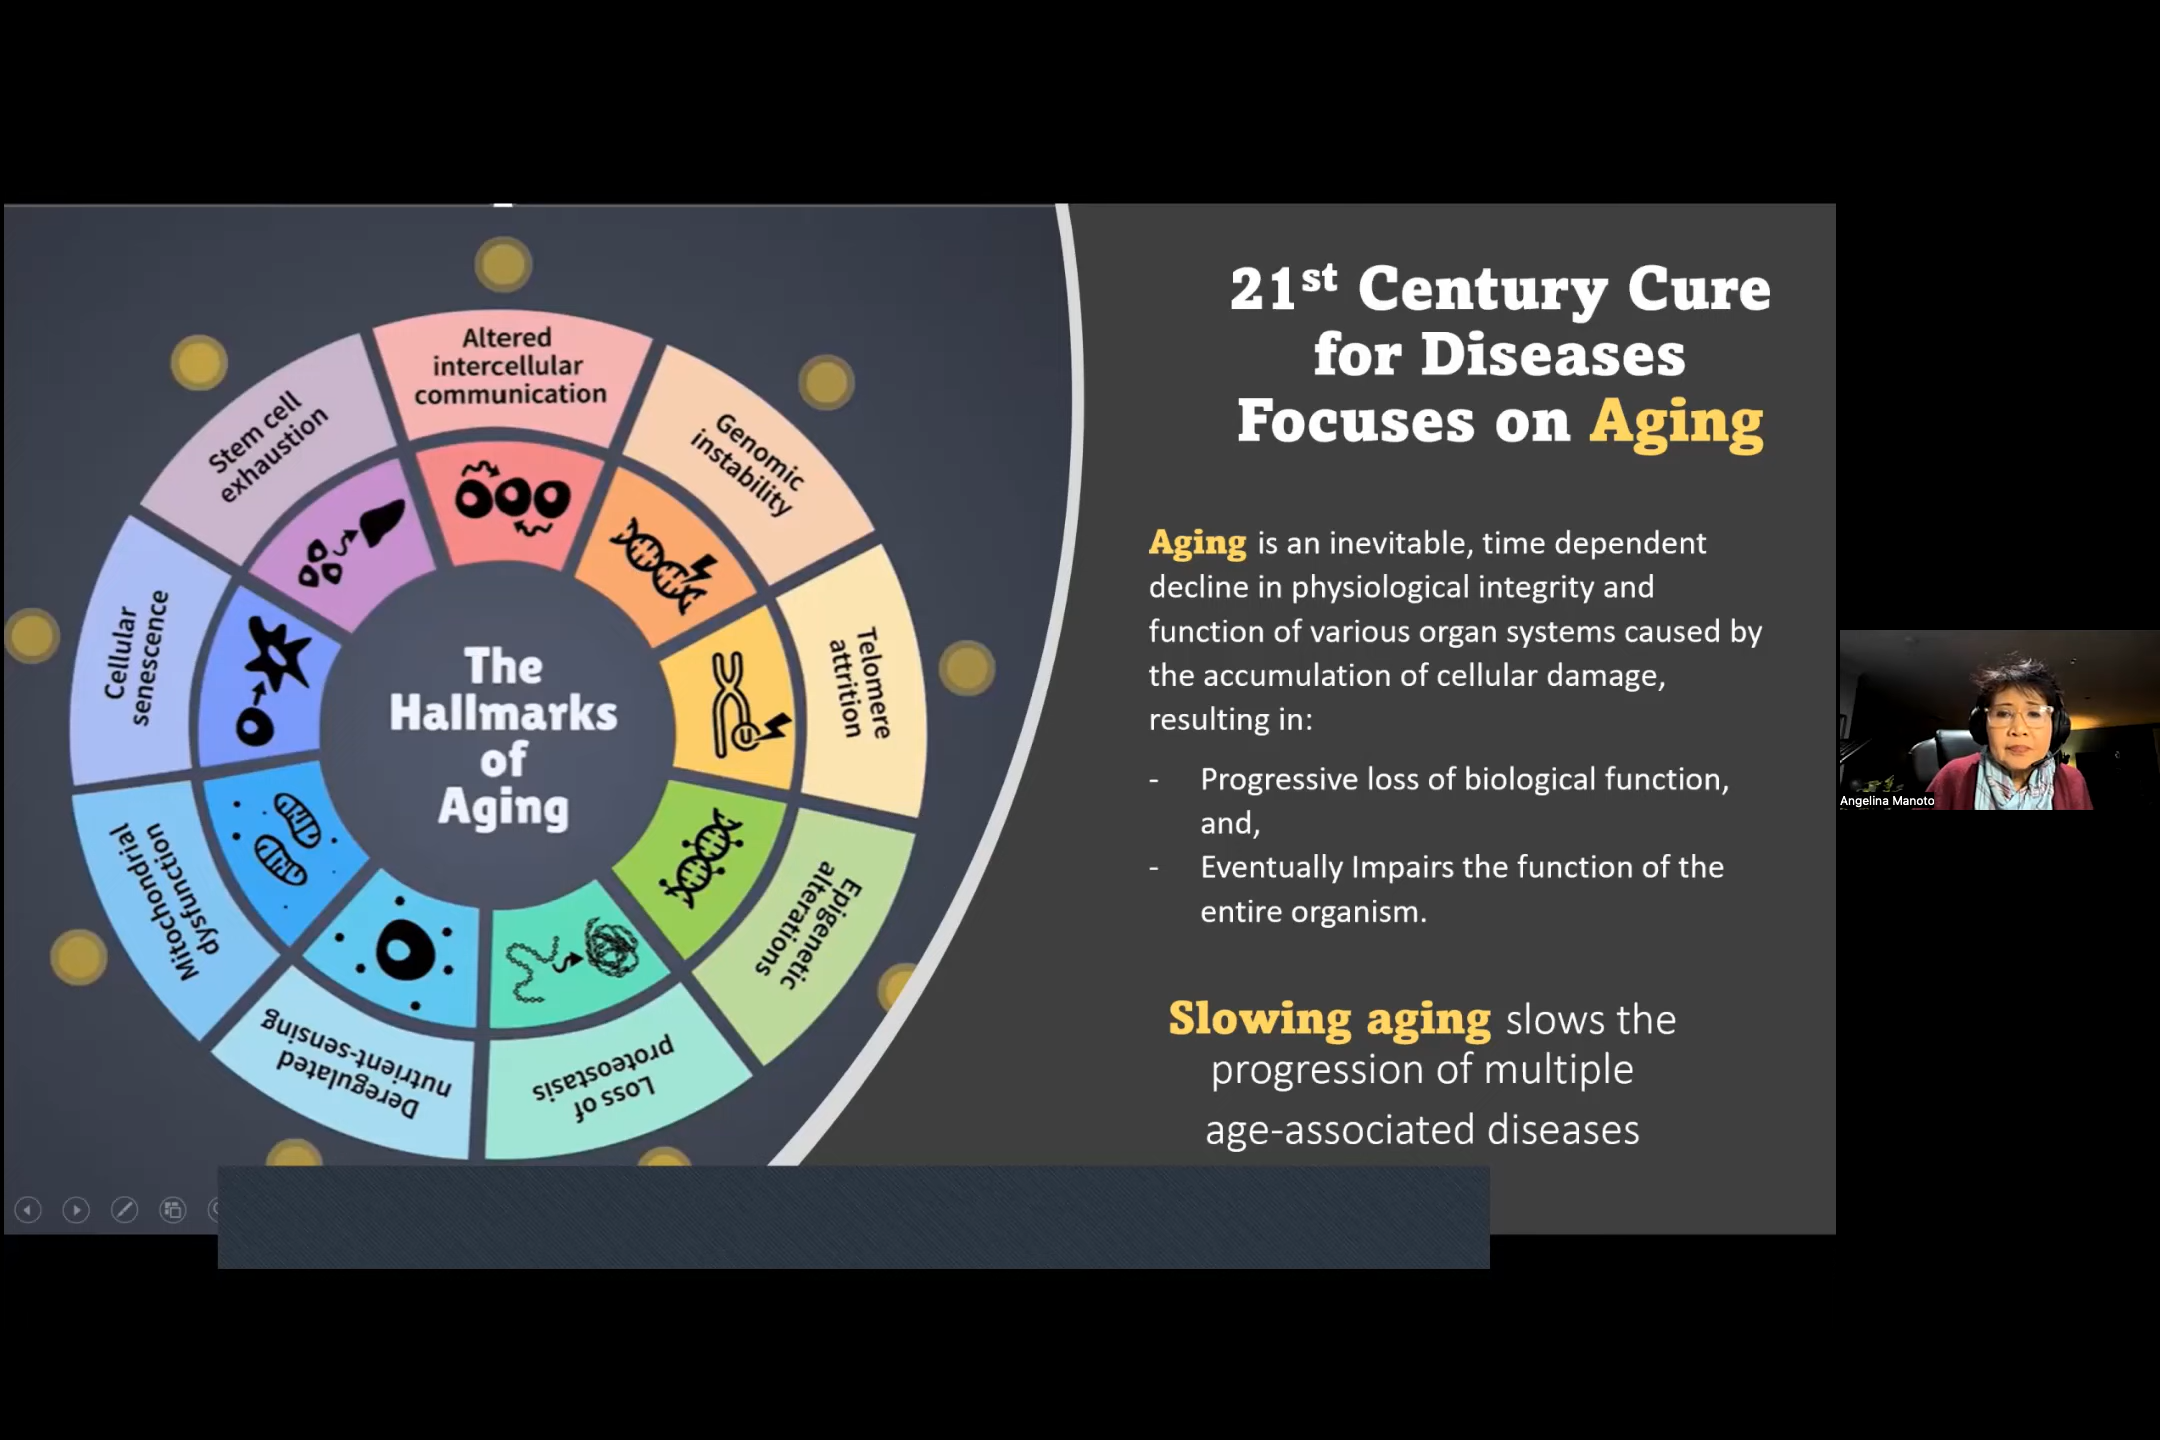 Altered
intercellular
communication
Genomic
instability
Telomere
attrition
Epigenetic
alterations
Loss of
proteostasis
Deregulated
nutrient-sensing
Mitochondrial
dysfunction
Cellular
senescence
Stem cell
exhaustion
The
Hallmarks
of
Aging
21st Century Cure
for Diseases
Focuses on Aging
Aging is an inevitable, time dependent
decline in physiological integrity and
function of various organ systems caused by
the accumulation of cellular damage,
resulting in:
- Progressive loss of biological function,
and,
- Eventually Impairs the function of the
entire organism.
Slowing aging slows the
progression of multiple
age-associated diseases
Angelina Manoto